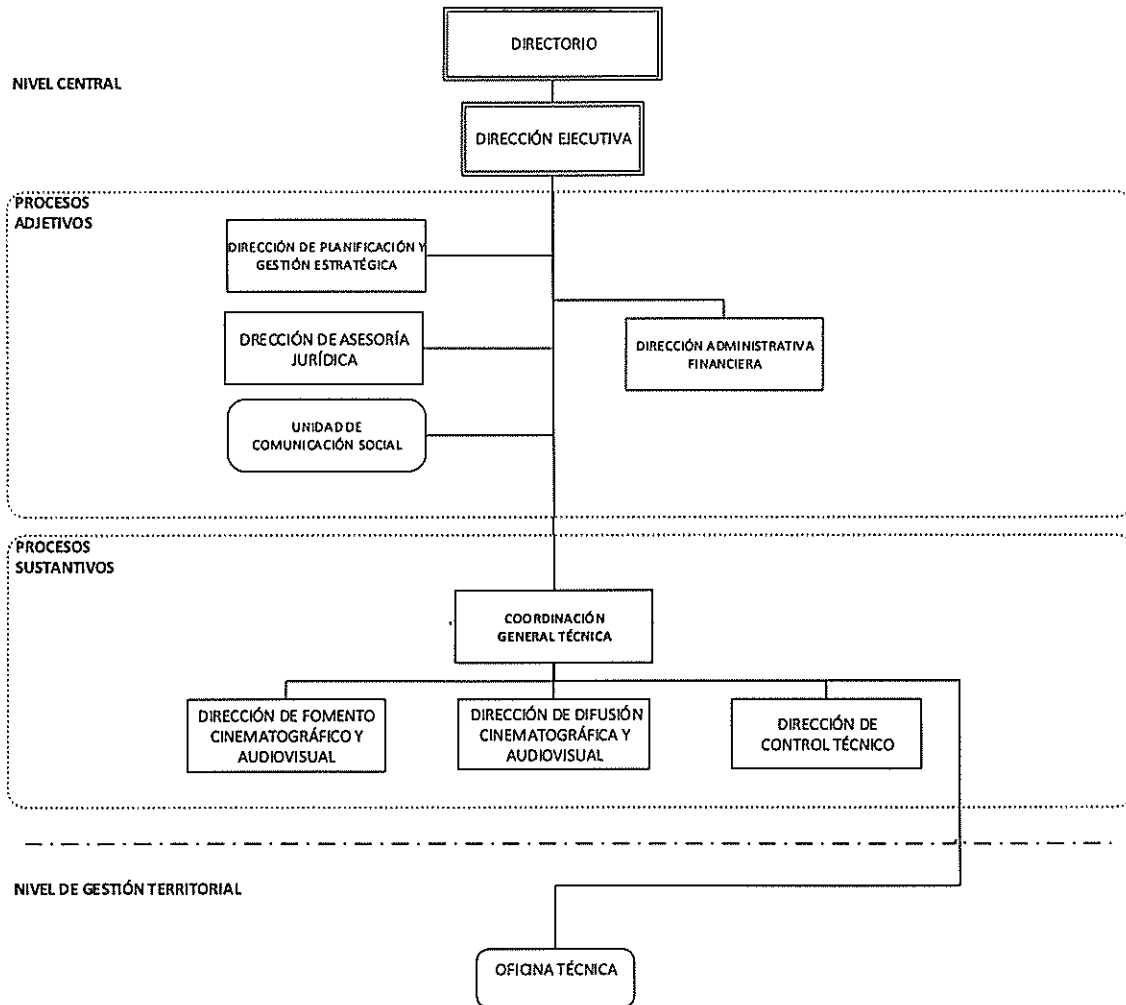 DIRECTORIO
NIVEL CENTRAL
DIRECCIÓN EJECUTIVA
PROCESOS
ADJETIVOS
DIRECCIÓN DE PLANIFICACIÓN Y
GESTIÓN ESTRATÉGICA
DRECCIÓN DE ASESORÍA
JURÍDICA
DIRECCIÓN ADMINISTRATIVA
FINANCIERA
UNIDAD DE
COMUNICACIÓN SOCIAL
PROCESOS
SUSTANTIVOS
COORDINACIÓN
GENERAL TÉCNICA
DIRECCIÓN DE FOMENTO
CINEMATOGRÁFICO Y
AUDIOVISUAL
DIRECCIÓN DE DIFUSIÓN
CINEMATOGRÁFICA Y
AUDIOVISUAL
DIRECCIÓN DE
CONTROL TÉCNICO
NIVEL DE GESTIÓN TERRITORIAL
OFICINA TÉCNICA